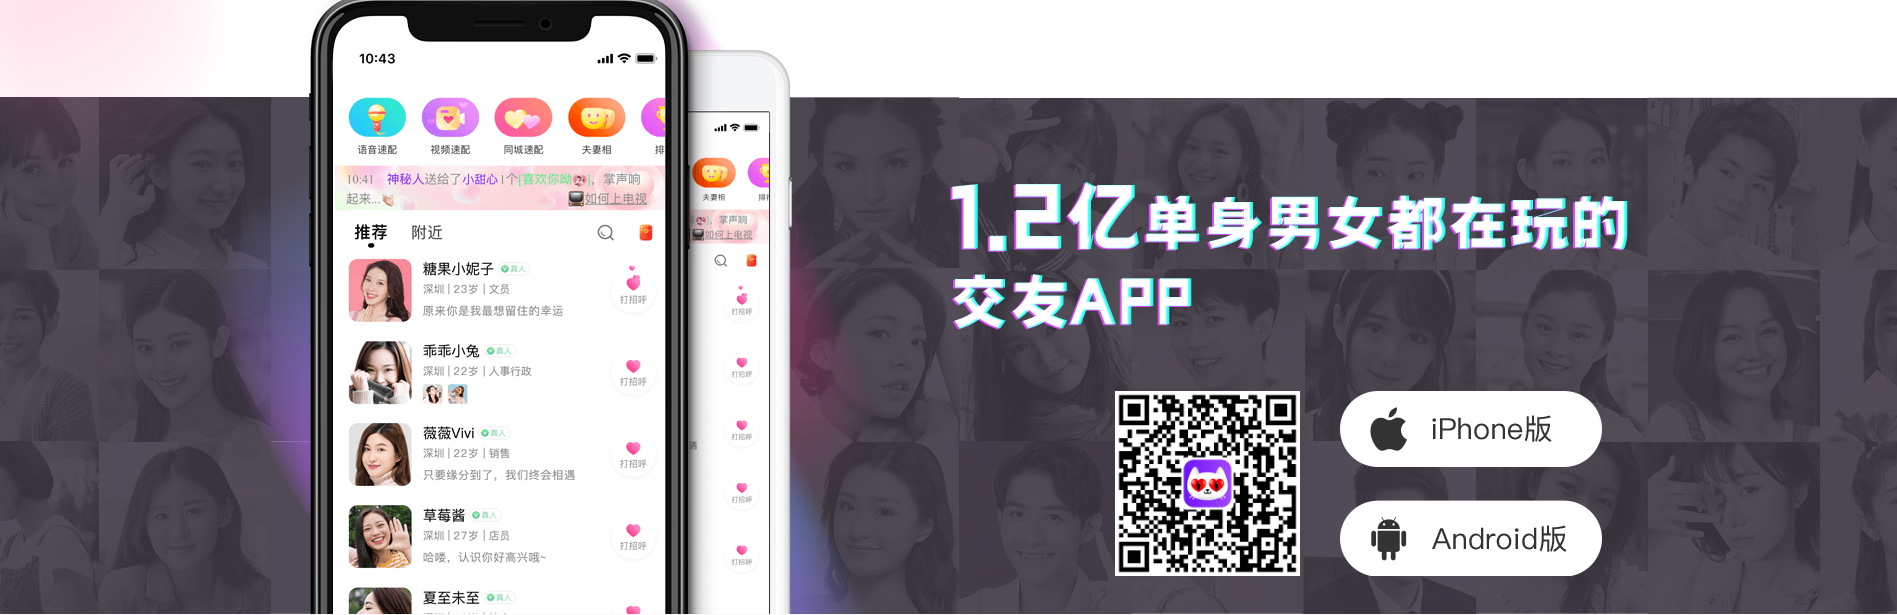 10:43
语音速配
视频速配
同城速配
夫妻相
排
10:41 神秘人送给了小甜心1个[喜欢你呦],掌声响
起来...
如何上电视
推荐
附近
糖果小妮子
真人
深圳 | 23岁 | 文员
原来你是我最想留住的幸运
打招呼
乖乖小兔
真人
深圳 | 22岁 | 人事行政
打招呼
薇薇Vivi
真人
深圳 | 22岁 | 销售
只要缘分到了，我们终会相遇
打招呼
草莓酱
真人
深圳 | 27岁 | 店员
哈喽，认识你好高兴哦~
打招呼
夏至未至
真人
夫妻相
排行
],掌声响
如何上电视
打招呼
打招呼
遇
打招呼
打招呼
打招呼
1.2亿单身男女都在玩的
交友APP
iPhone版
Android版